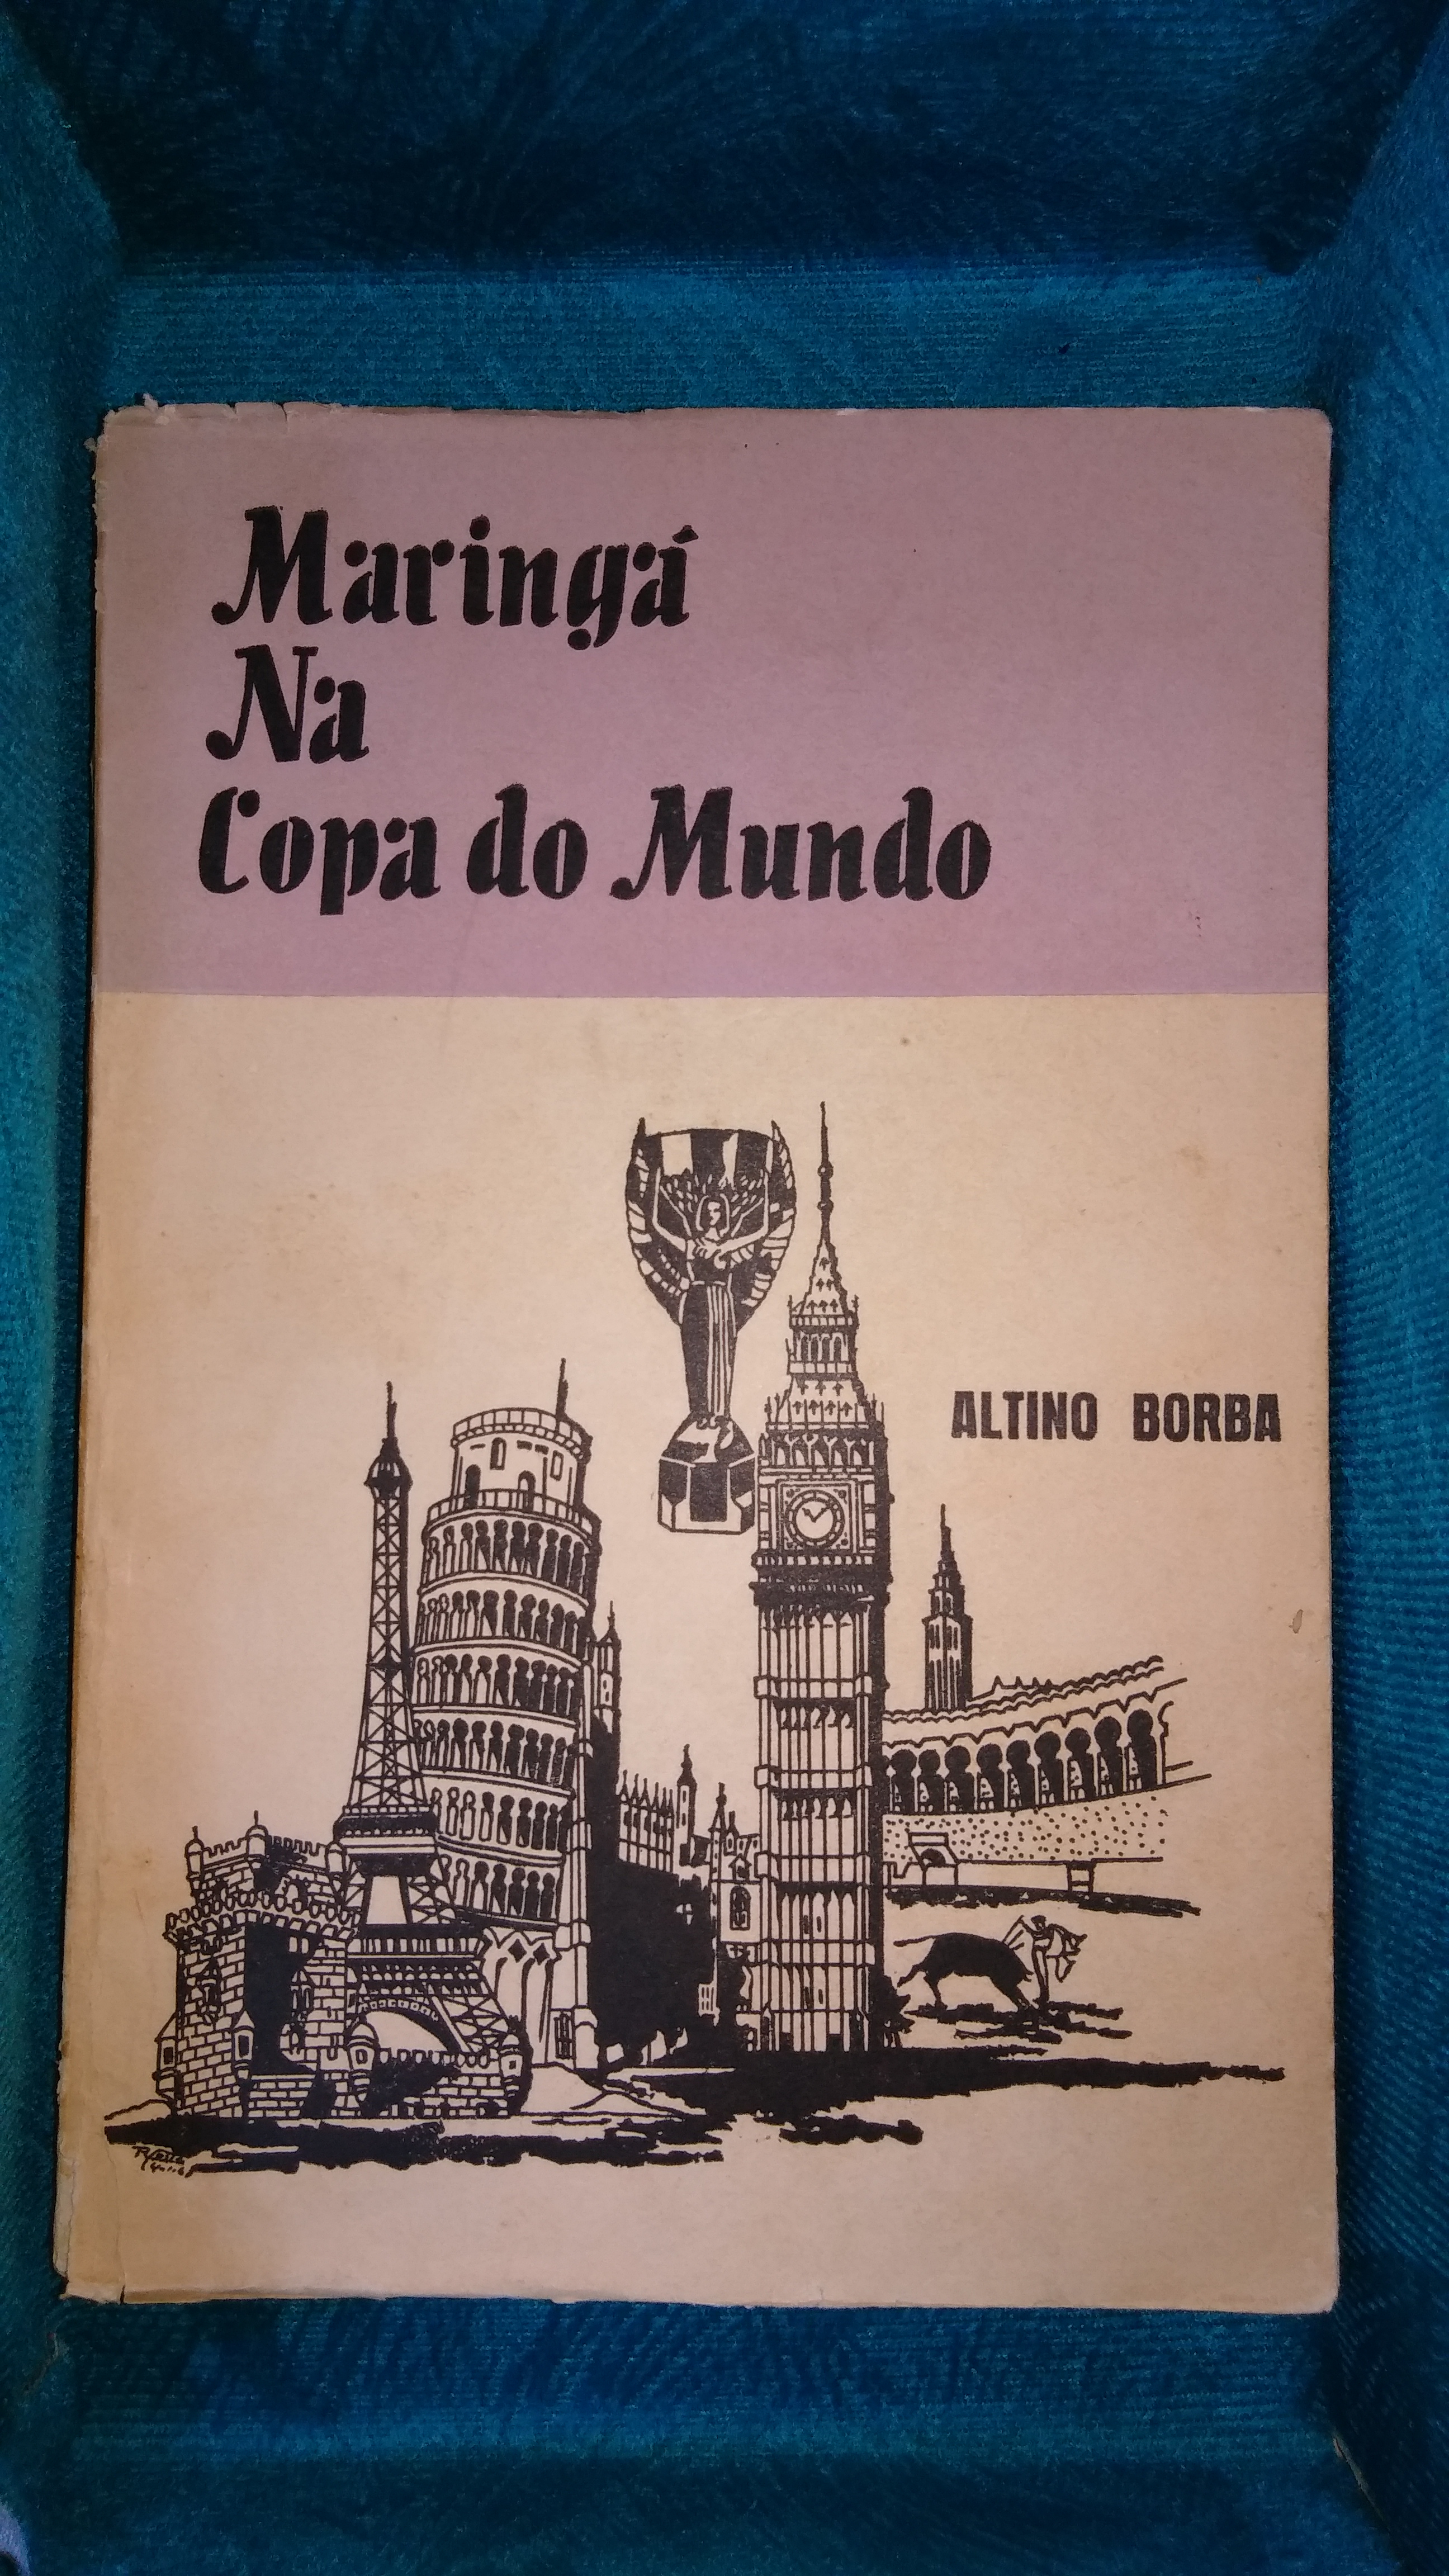 Maringá
Na
Copa do Mundo
ALTINO BORBA